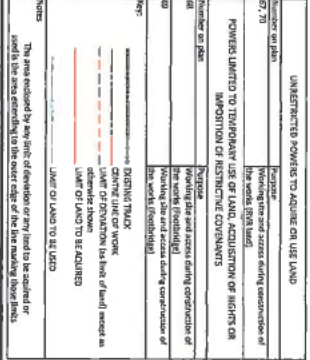 UNRESTRICTED POWERS TO AQUIRE OR USE LAND
Number on plan Purpose
67, 70 Working site and access during construction of
the works (RVR land)
POWERS LIMITED TO TEMPORARY USE OF LAND, ACQUISITION OF RIGHTS OR
IMPOSITION OF RESTRICTIVE COVENANTS
Number on plan Purpose
68 Working site and access during construction of
the works (Footbridge)
69 Working site and access during construction of
the works (Footbridge)
Key:
EXISTING TRACK
CENTRE LINE OF WORK
LIMIT OF DEVIATION (as limit of land) except as
otherwise shown
LIMIT OF LAND TO BE AQUIRED
LIMIT OF LAND TO BE USED
Notes
The area enclosed by any limit of deviation or any land to be aquired or
used is the area extending to the outer edge of the line marking those limits